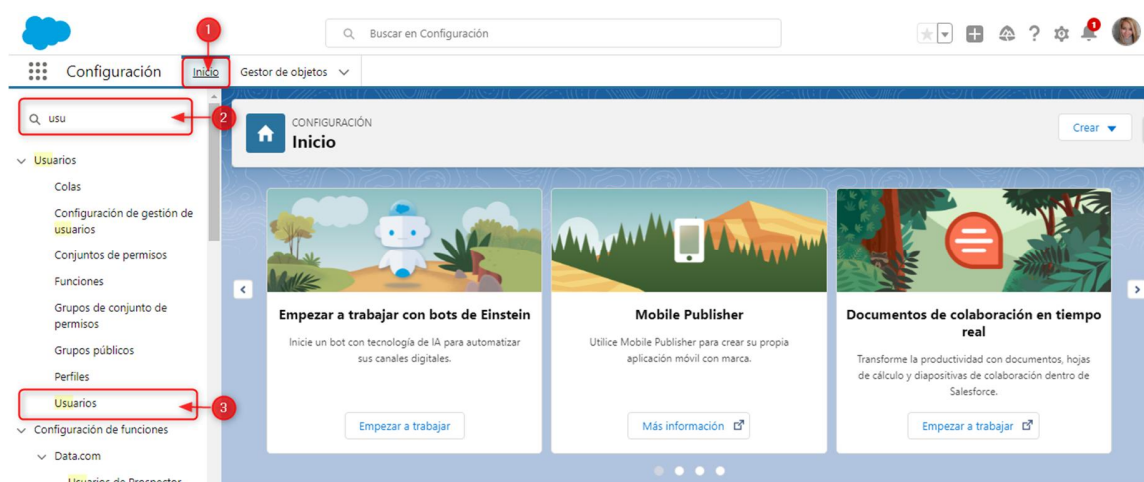 1
Buscar en Configuración
1
Configuración
Inicio
Gestor de objetos
usu
2
CONFIGURACIÓN
Inicio
Crear
Usuarios
Colas
Configuración de gestión de
usuarios
Conjuntos de permisos
Funciones
Grupos de conjunto de
permisos
Grupos públicos
Perfiles
Usuarios
3
Configuración de funciones
Data.com
Usuarios de Prospector
Empezar a trabajar con bots de Einstein
Inicie un bot con tecnología de IA para automatizar
sus canales digitales.
Empezar a trabajar
Mobile Publisher
Utilice Mobile Publisher para crear su propia
aplicación móvil con marca.
Más información
Documentos de colaboración en tiempo
real
Transforme la productividad con documentos, hojas
de cálculo y diapositivas de colaboración dentro de
Salesforce.
Empezar a trabajar